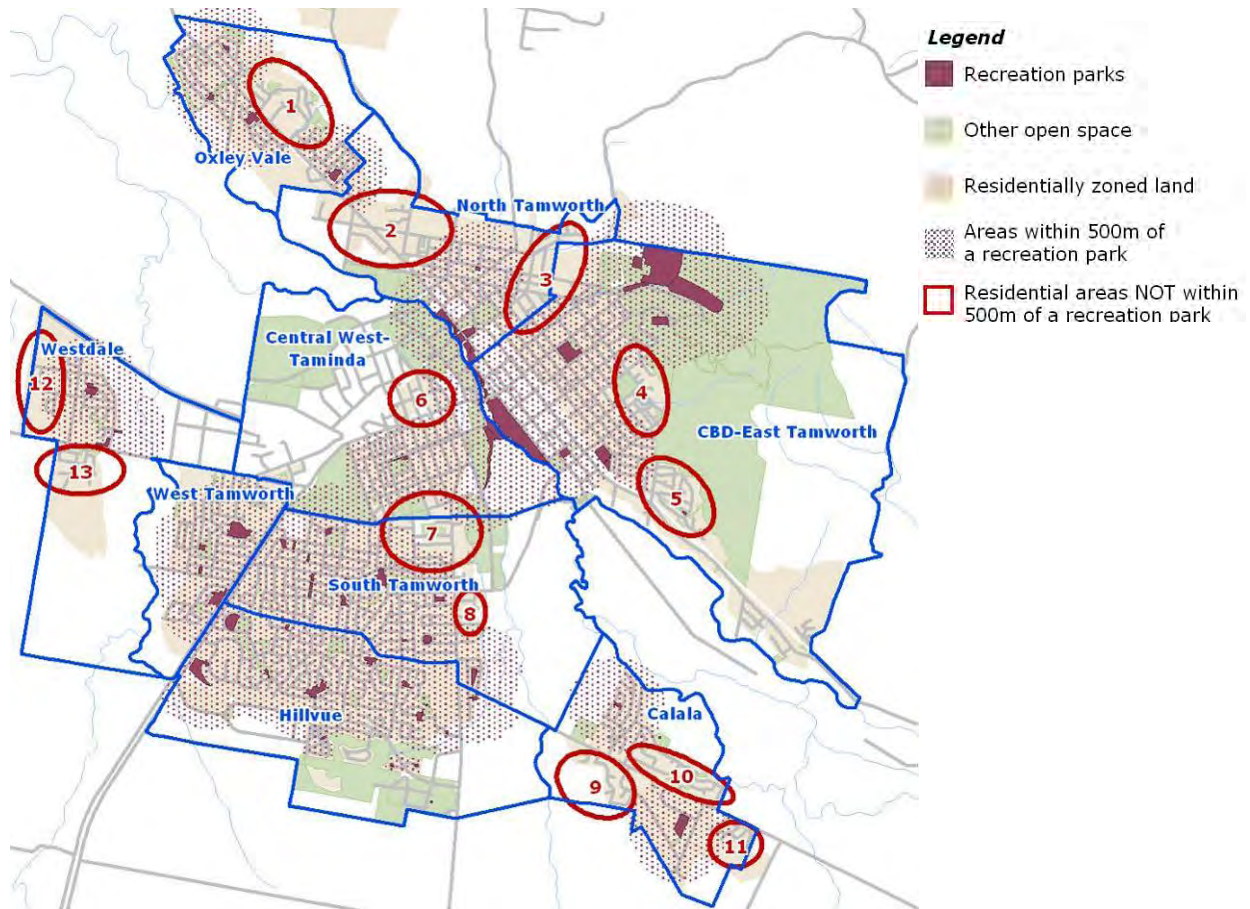 Legend
Recreation parks
Other open space
Residentially zoned land
Areas within 500m of
a recreation park
Residential areas NOT within
500m of a recreation park
1
Oxley Vale
North Tamworth
2
3
Central West-
Taminda
Westdale
12
6
4
CBD-East Tamworth
13
West Tamworth
5
7
South Tamworth
8
Hillvue
Calala
9
10
11